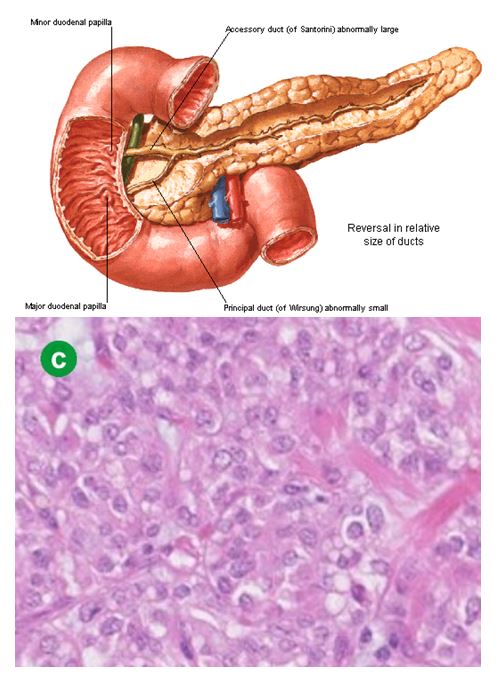 Minor duodenal papilla
Accessory duct (of Santorini) abnormally large
Reversal in relative
size of ducts
Major duodenal papilla
Principal duct (of Wirsung) abnormally small
C